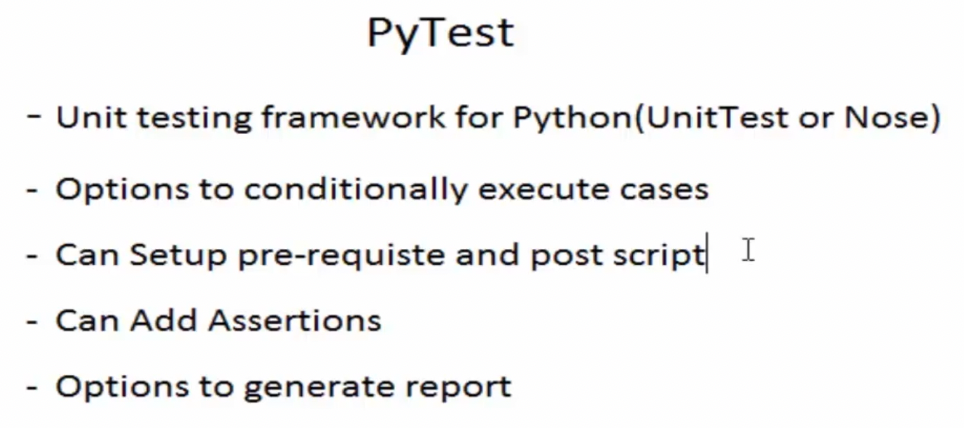 PyTest
- Unit testing framework for Python(UnitTest or Nose)
- Options to conditionally execute cases
- Can Setup pre-requiste and post script
- Can Add Assertions
- Options to generate report